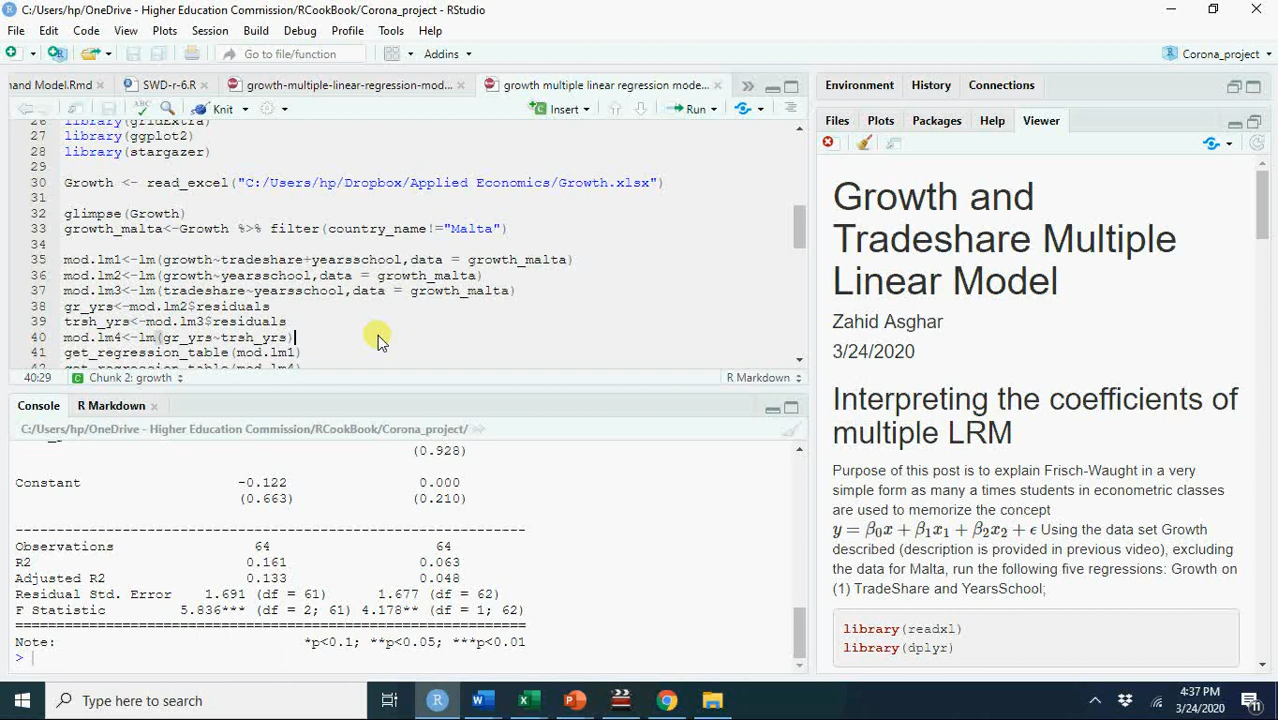 C:/Users/hp/OneDrive - Higher Education Commission/RCookBook/Corona_project - RStudio
File Edit Code View Plots Session Build Debug Profile Tools Help
Go to file/function Addins Corona_project
nand Model.Rmd SWD-r-6.R growth-multiple-linear-regression-mod... growth multiple linear regression mode...
Knit Insert Run
26 library(gridExtra)
27 library(ggplot2)
28 library(stargazer)
29
30 Growth <- read_excel("C:/Users/hp/Dropbox/Applied Economics/Growth.xlsx")
31
32 glimpse(Growth)
33 growth_malta<-Growth %>% filter(country_name!="Malta")
34
35 mod.lm1<-lm(growth~tradeshare+yearsschool,data = growth_malta)
36 mod.lm2<-lm(growth~yearsschool,data = growth_malta)
37 mod.lm3<-lm(tradeshare~yearsschool,data = growth_malta)
38 gr_yrs<-mod.lm2$residuals
39 trsh_yrs<-mod.lm3$residuals
40 mod.lm4<-lm(gr_yrs~trsh_yrs)
41 get_regression_table(mod.lm1)
42 get_regression_table(mod.lm4)
40:29 Chunk 2: growth R Markdown
Console R Markdown
C:/Users/hp/OneDrive - Higher Education Commission/RCookBook/Corona_project/
(0.928)
Constant -0.122 0.000
(0.663) (0.210)
-----------------------------------------------------------
Observations 64 64
R2 0.161 0.063
Adjusted R2 0.133 0.048
Residual Std. Error 1.691 (df = 61) 1.677 (df = 62)
F Statistic 5.836*** (df = 2; 61) 4.178** (df = 1; 62)
===========================================================
Note: *p<0.1; **p<0.05; ***p<0.01
>
Environment History Connections
Files Plots Packages Help Viewer
Growth and
Tradeshare Multiple
Linear Model
Zahid Asghar
3/24/2020
Interpreting the coefficients of
multiple LRM
Purpose of this post is to explain Frisch-Waught in a very
simple form as many a times students in econometric classes
are used to memorize the concept
y = β₀x + β₁x₁ + β₂x₂ + ϵ Using the data set Growth
described (description is provided in previous video), excluding
the data for Malta, run the following five regressions: Growth on
(1) TradeShare and YearsSchool;
library(readxl)
library(dplyr)
Type here to search
4:37 PM
3/24/2020
11